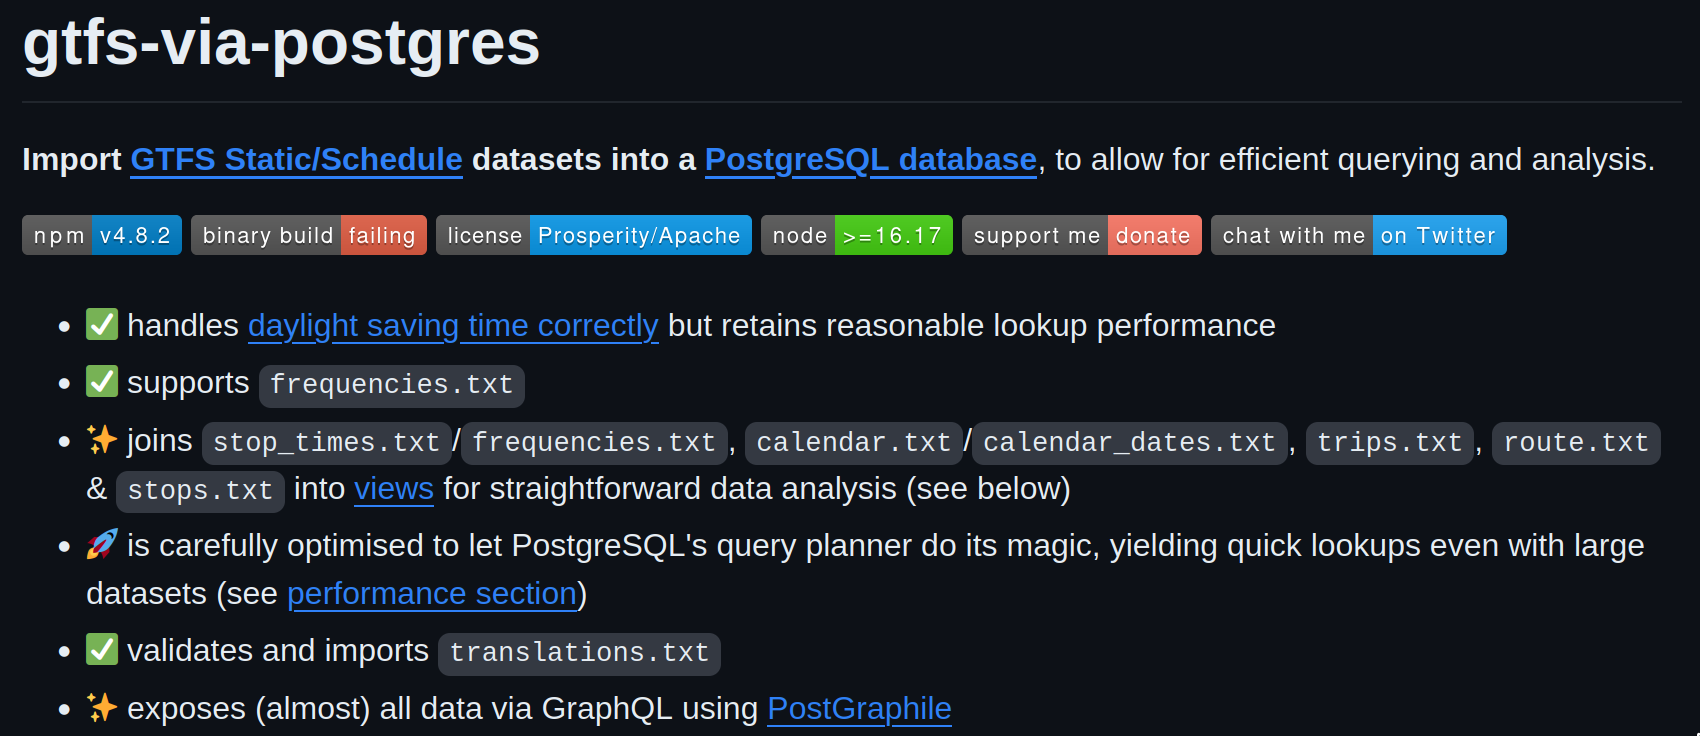 gtfs-via-postgres
Import GTFS Static/Schedule datasets into a PostgreSQL database, to allow for efficient querying and analysis.
npm v4.8.2 binary build failing license Prosperity/Apache node >=16.17 support me donate chat with me on Twitter
• ✅ handles daylight saving time correctly but retains reasonable lookup performance
• ✅ supports frequencies.txt
• ✨ joins stop_times.txt/frequencies.txt, calendar.txt/calendar_dates.txt, trips.txt, route.txt
& stops.txt into views for straightforward data analysis (see below)
• 🚀 is carefully optimised to let PostgreSQL's query planner do its magic, yielding quick lookups even with large
datasets (see performance section)
• ✅ validates and imports translations.txt
• ✨ exposes (almost) all data via GraphQL using PostGraphile